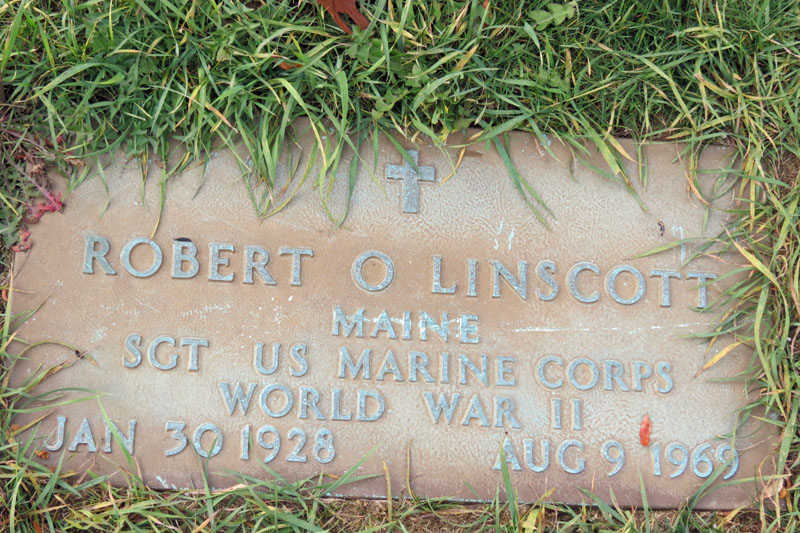 ROBERT O LINSCOTT
MAINE
SGT US MARINE CORPS
WORLD WAR II
JAN 30 1928 AUG 9 1969